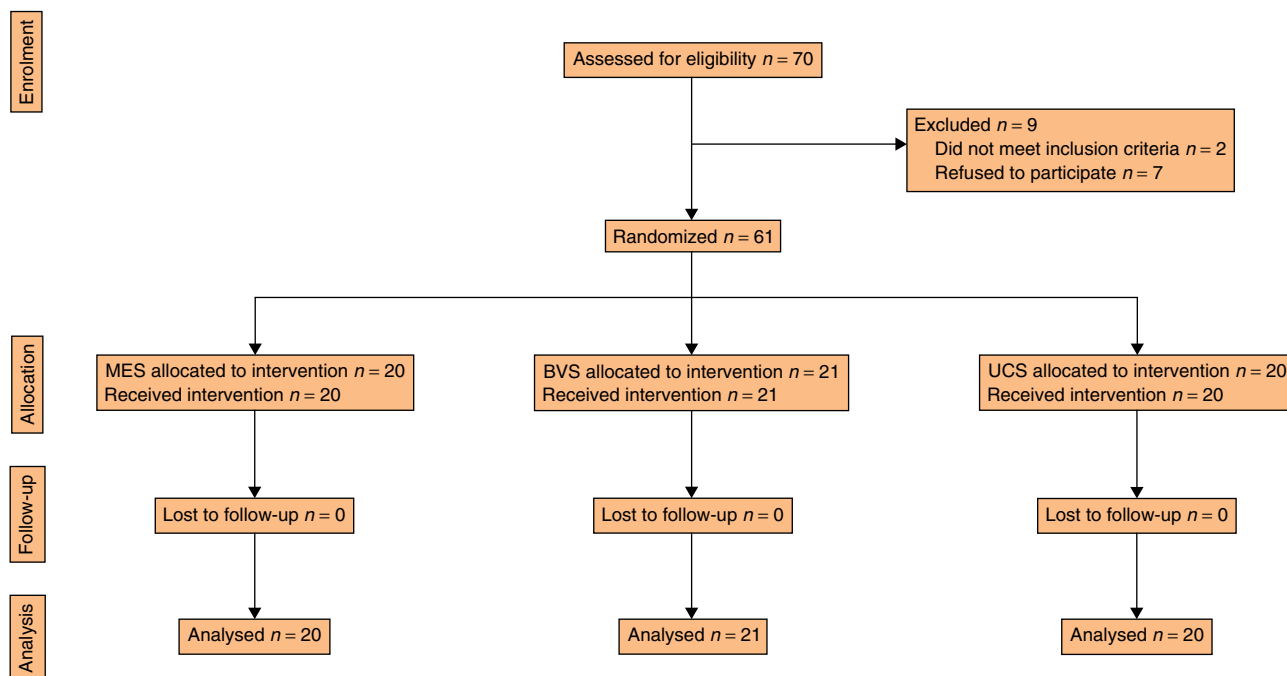 Enrolment
Assessed for eligibility n = 70
Excluded n = 9
Did not meet inclusion criteria n = 2
Refused to participate n = 7
Randomized n = 61
Allocation
MES allocated to intervention n = 20
Received intervention n = 20
BVS allocated to intervention n = 21
Received intervention n = 21
UCS allocated to intervention n = 20
Received intervention n = 20
Follow-up
Lost to follow-up n = 0
Lost to follow-up n = 0
Lost to follow-up n = 0
Analysis
Analysed n = 20
Analysed n = 21
Analysed n = 20